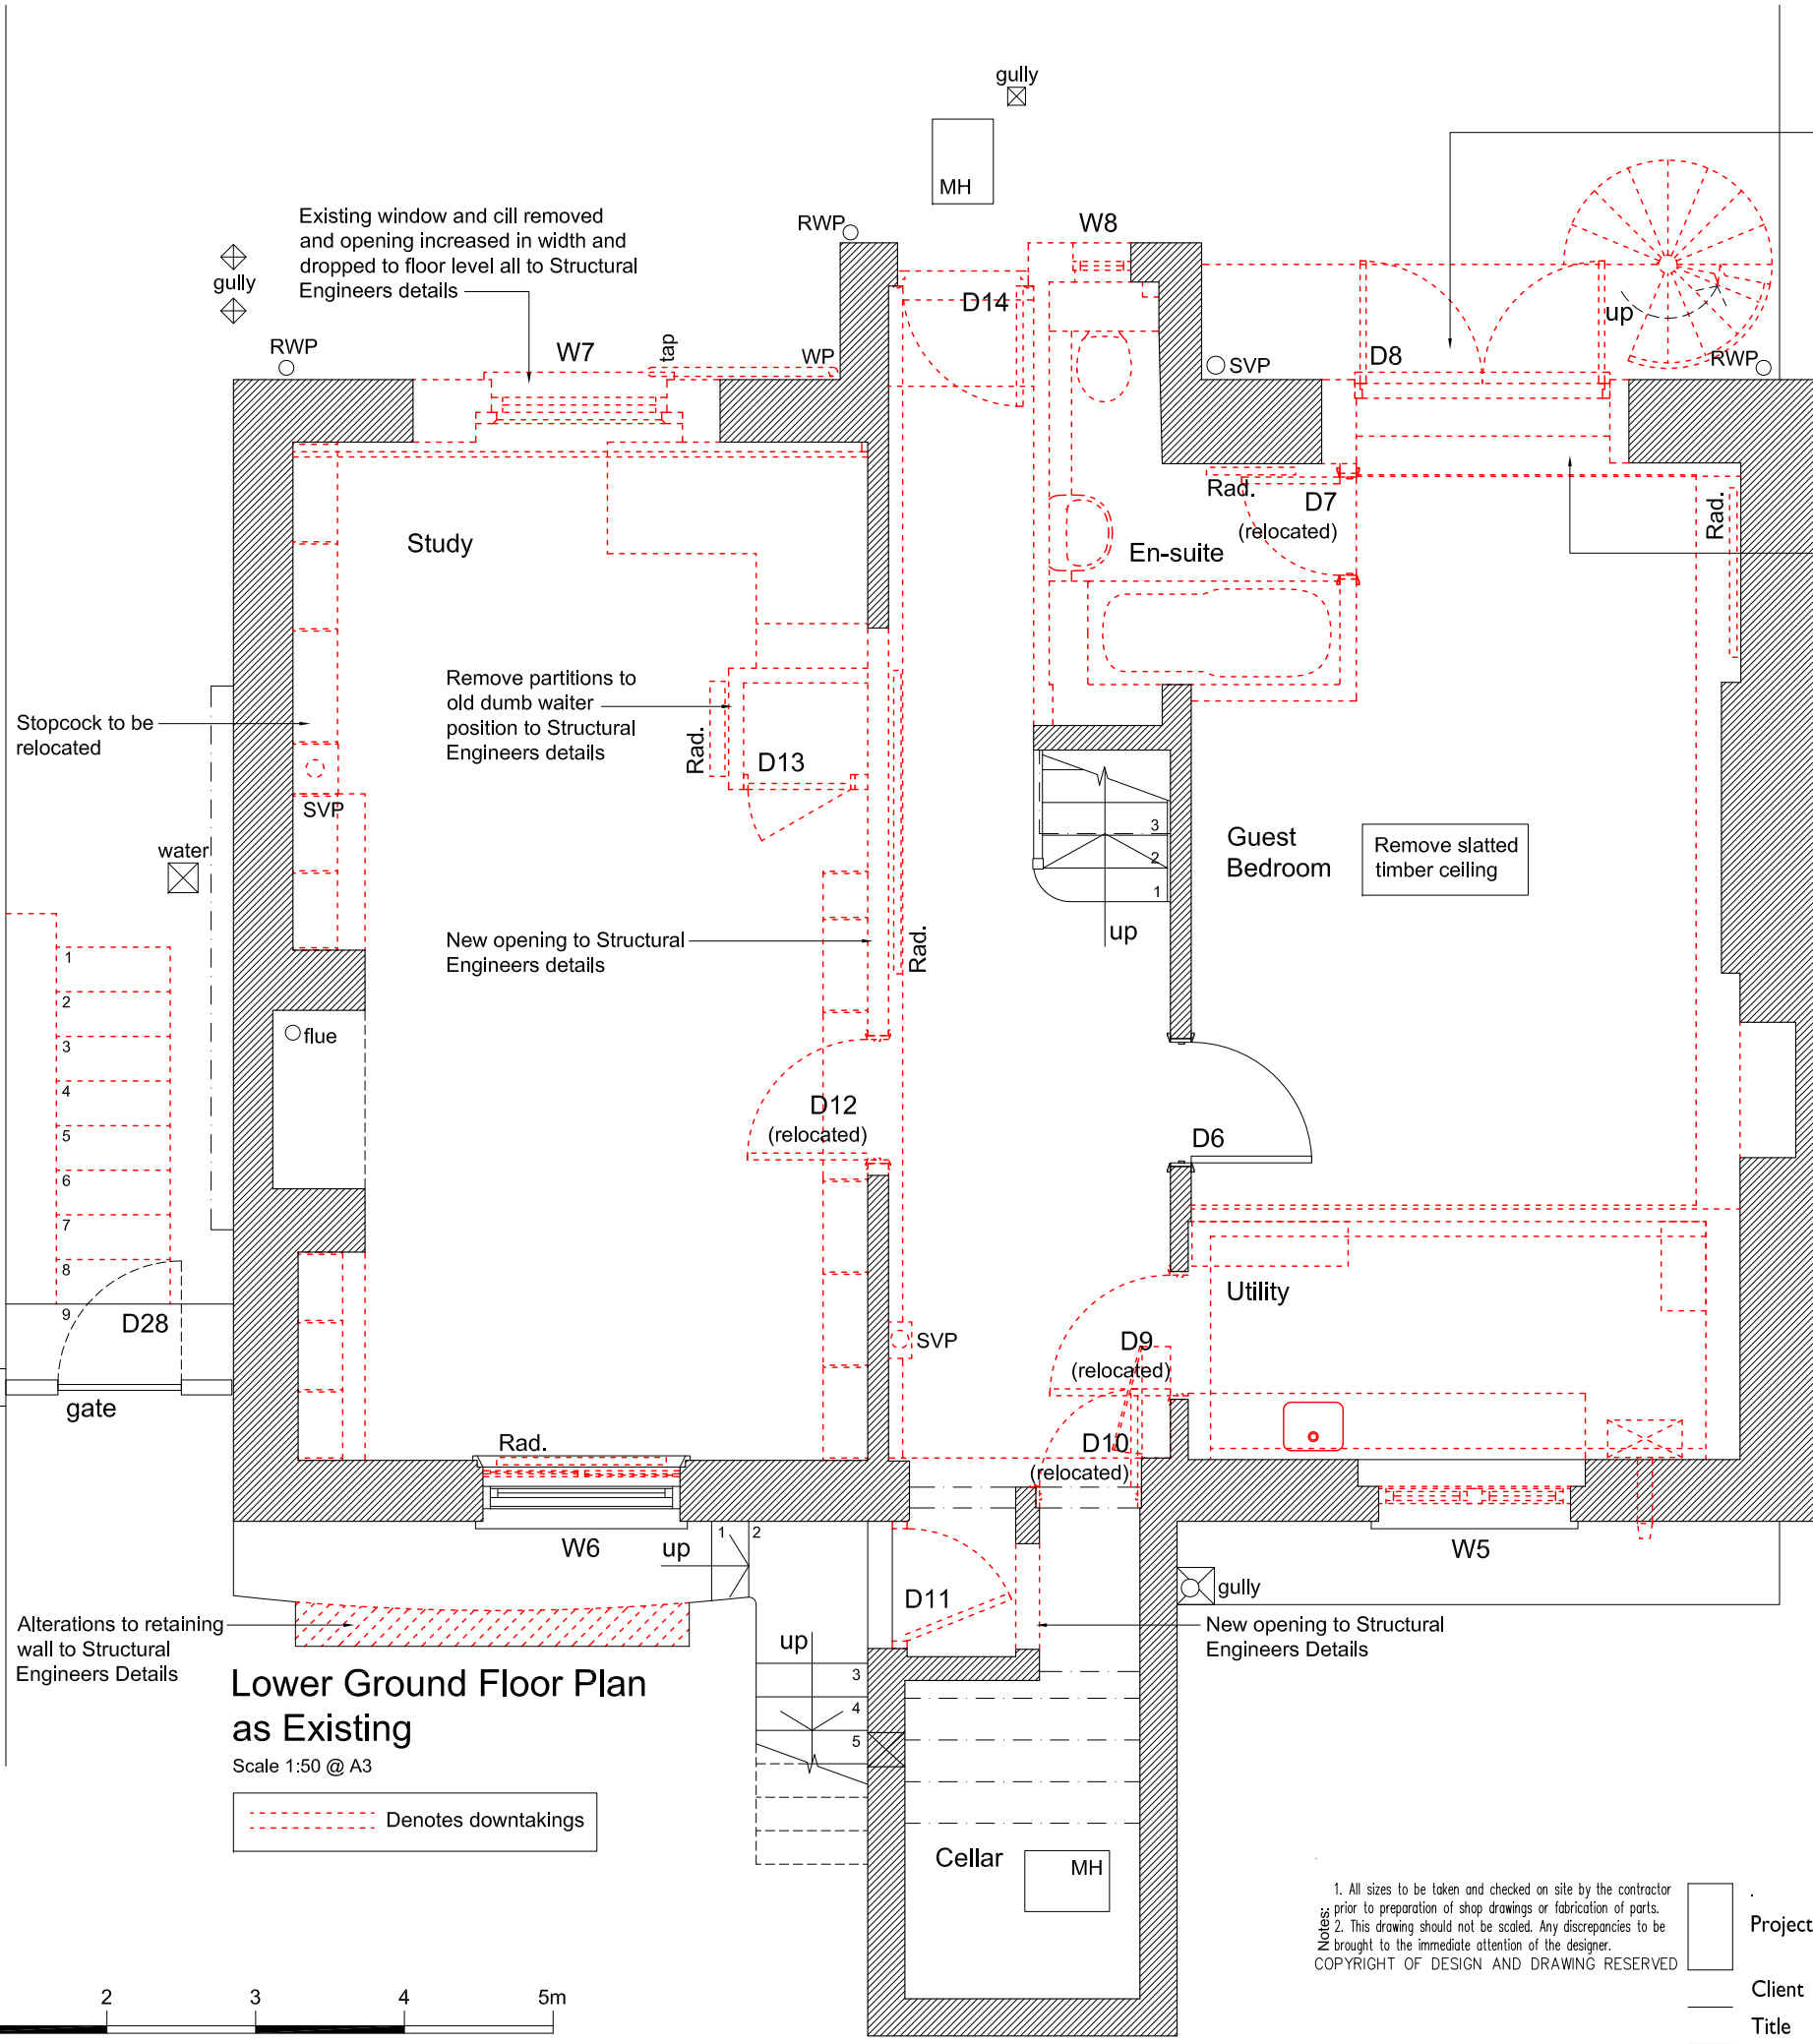 gully
MH
Existing window and cill removed
and opening increased in width and
dropped to floor level all to Structural
Engineers details
RWP
W8
gully
D14
up
RWP
W7
tap
WP
SVP
D8
RWP
Study
Rad.
D7
(relocated)
Rad.
En-suite
Remove partitions to
old dumb waiter
position to Structural
Engineers details
Stopcock to be
relocated
Rad.
D13
SVP
water
3
2
1
up
Guest
Bedroom
Remove slatted
timber ceiling
New opening to Structural
Engineers details
Rad.
1
2
3
4
5
6
7
8
9
flue
D12
(relocated)
D6
D28
gate
Utility
SVP
D9
(relocated)
D10
(relocated)
Rad.
W6
up
1
2
W5
D11
gully
Alterations to retaining
wall to Structural
Engineers Details
up
3
4
5
New opening to Structural
Engineers Details
Lower Ground Floor Plan
as Existing
Scale 1:50 @ A3
Denotes downtakings
Cellar
MH
Notes:
1. All sizes to be taken and checked on site by the contractor
prior to preparation of shop drawings or fabrication of parts.
2. This drawing should not be scaled. Any discrepancies to be
brought to the immediate attention of the designer.
COPYRIGHT OF DESIGN AND DRAWING RESERVED
Project
Client
Title
2
3
4
5m